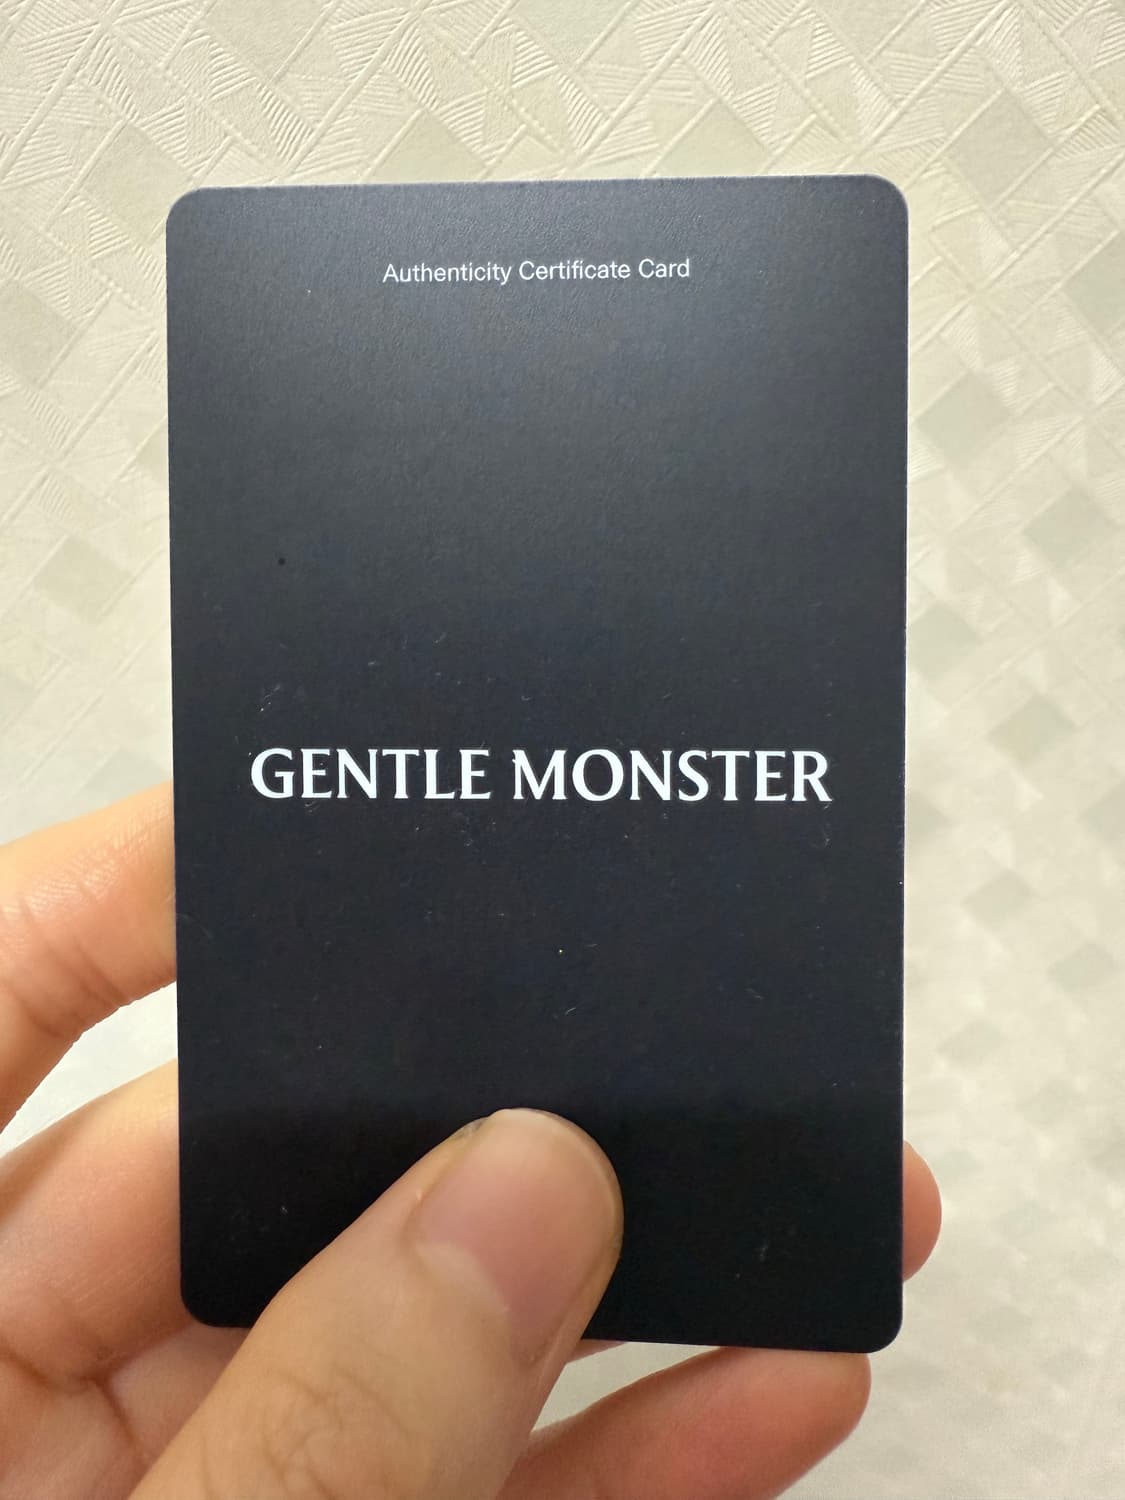 Authenticity Certificate Card
GENTLE MONSTER